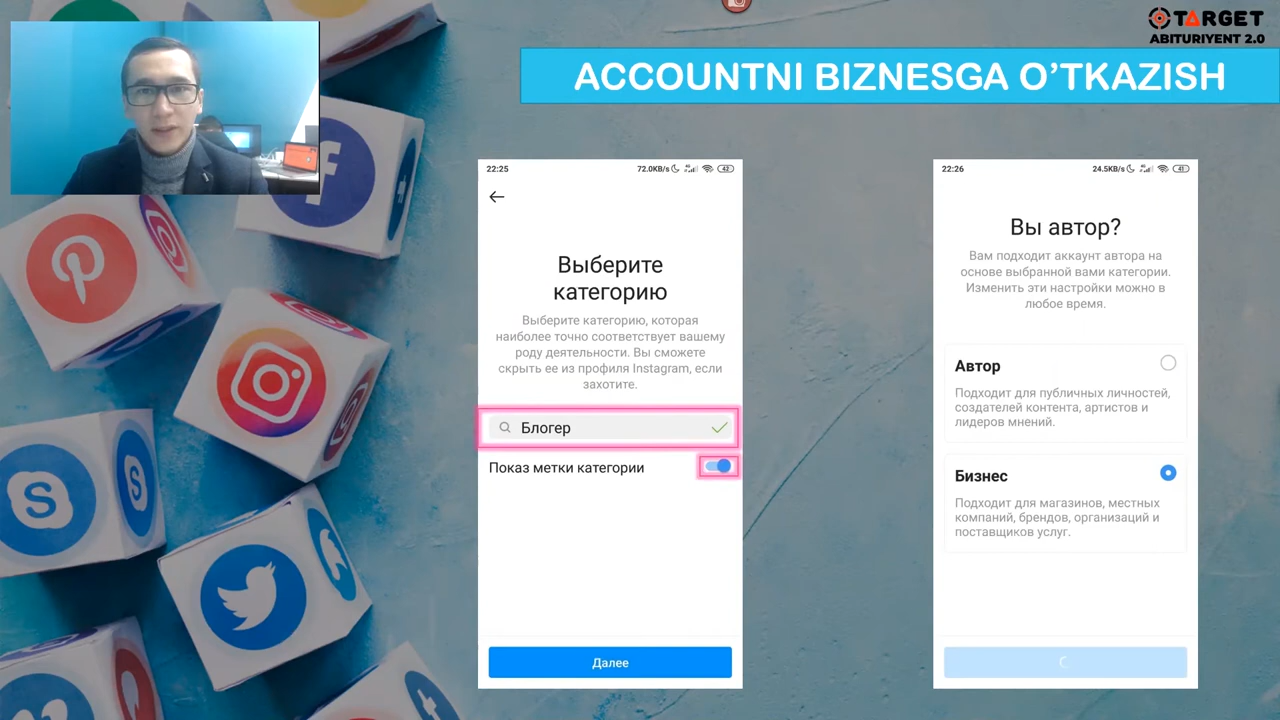 TARGET
ABITURIYENT 2.0
ACCOUNTNI BIZNESGA O’TKAZISH
22:25
72.0KB/s
4G
42
Выберите
категорию
Выберите категорию, которая
наиболее точно соответствует вашему
роду деятельности. Вы сможете
скрыть ее из профиля Instagram, если
захотите.
Блогер
Показ метки категории
Далее
22:26
24.5KB/s
4G
41
Вы автор?
Вам подходит аккаунт автора на
основе выбранной вами категории.
Изменить эти настройки можно в
любое время.
Автор
Подходит для публичных личностей,
создателей контента, артистов и
лидеров мнений.
Бизнес
Подходит для магазинов, местных
компаний, брендов, организаций и
поставщиков услуг.